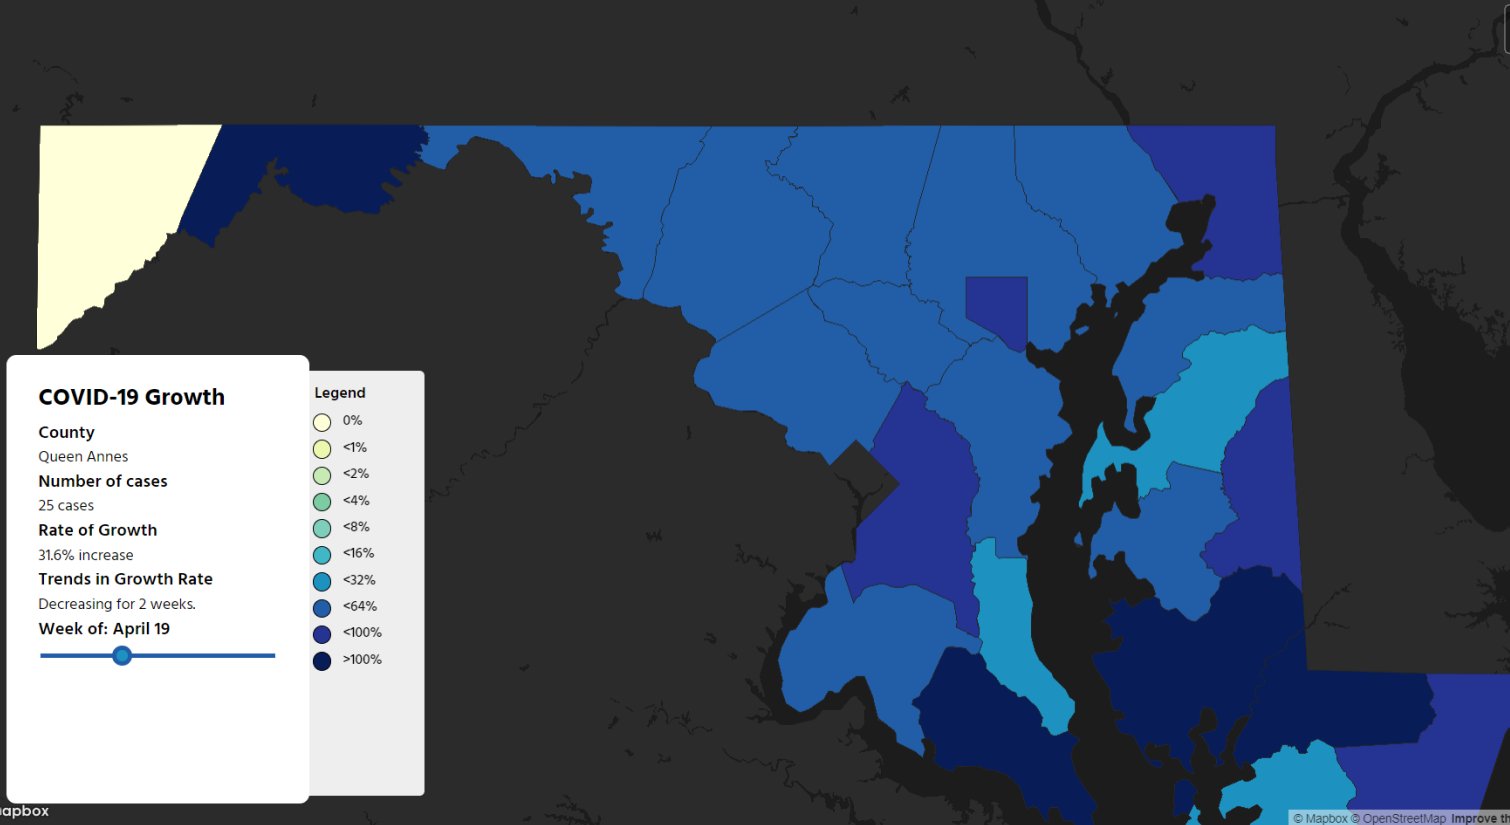 COVID-19 Growth
County
Queen Annes
Number of cases
25 cases
Rate of Growth
31.6% increase
Trends in Growth Rate
Decreasing for 2 weeks.
Week of: April 19
Legend
0%
<1%
<2%
<4%
<8%
<16%
<32%
<64%
<100%
>100%
apbox
© Mapbox © OpenStreetMap Improve th